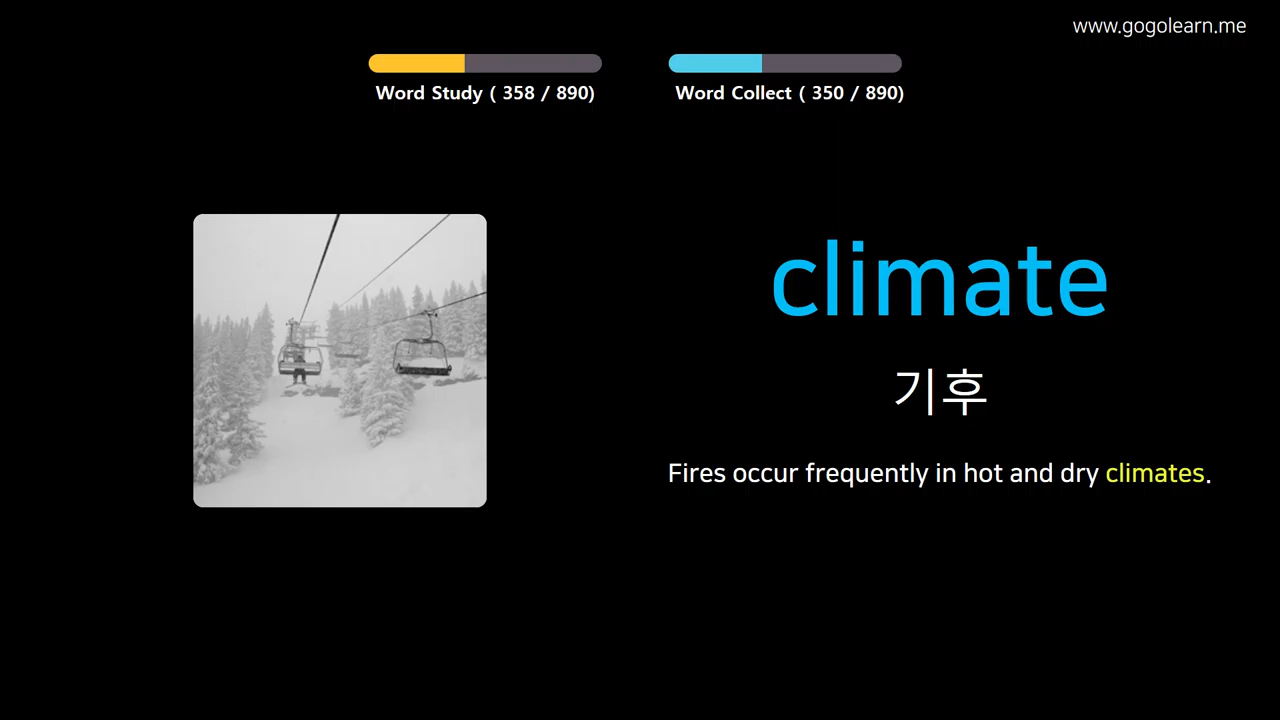 www.gogolearn.me
Word Study ( 358 / 890)
Word Collect ( 350 / 890)
climate
기후
Fires occur frequently in hot and dry climates.